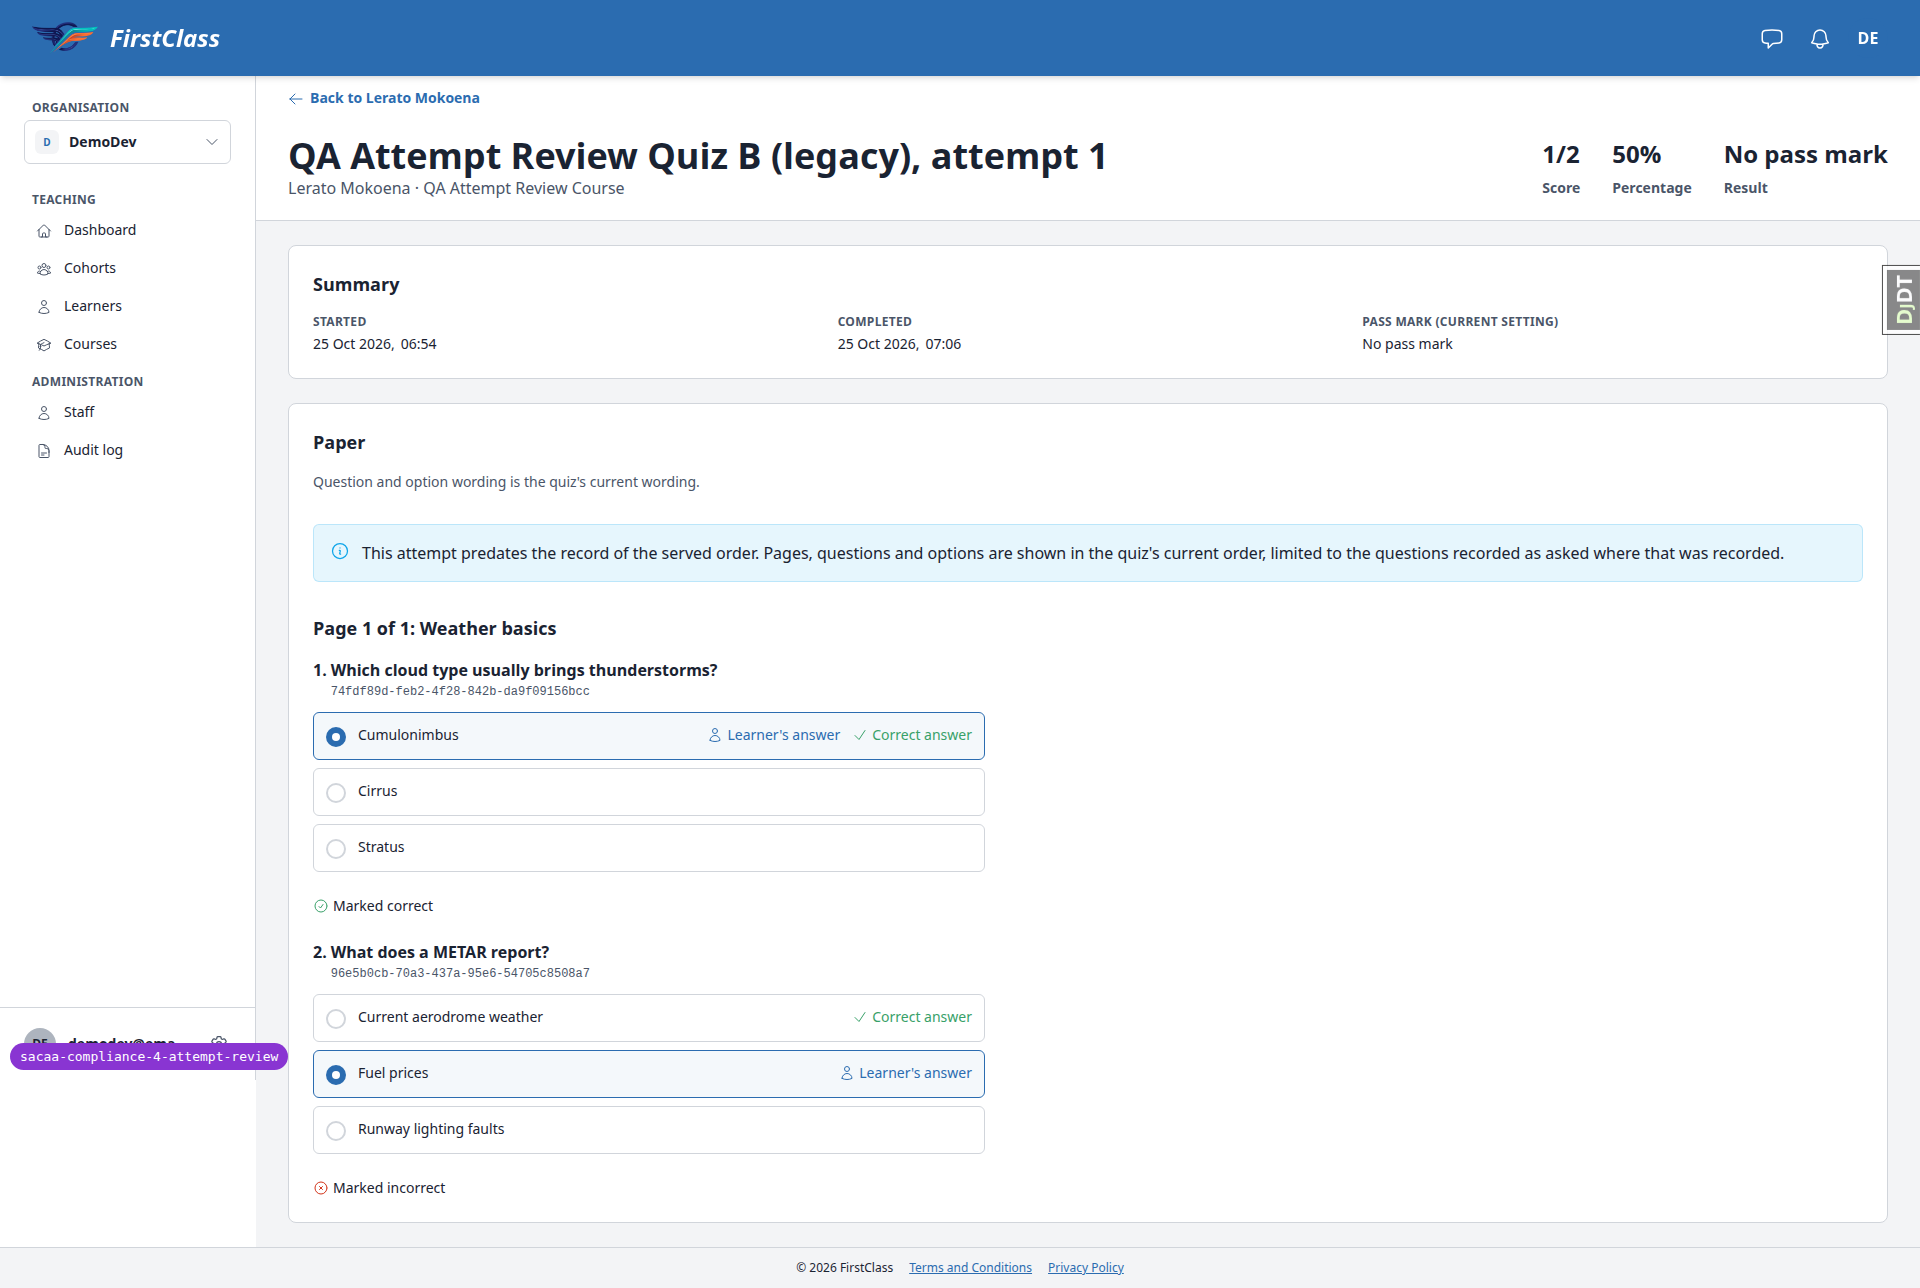 FirstClass
DE
ORGANISATION
D DemoDev
TEACHING
Dashboard
Cohorts
Learners
Courses
ADMINISTRATION
Staff
Audit log
sacaa-compliance-4-attempt-review
Back to Lerato Mokoena
QA Attempt Review Quiz B (legacy), attempt 1
Lerato Mokoena · QA Attempt Review Course
1/2 50% No pass mark
Score Percentage Result
DJDT
Summary
STARTED COMPLETED PASS MARK (CURRENT SETTING)
25 Oct 2026, 06:54 25 Oct 2026, 07:06 No pass mark
Paper
Question and option wording is the quiz's current wording.
This attempt predates the record of the served order. Pages, questions and options are shown in the quiz's current order, limited to the questions recorded as asked where that was recorded.
Page 1 of 1: Weather basics
1. Which cloud type usually brings thunderstorms?
74fdf89d-feb2-4f28-842b-da9f09156bcc
Cumulonimbus Learner's answer Correct answer
Cirrus
Stratus
Marked correct
2. What does a METAR report?
96e5b0cb-70a3-437a-95e6-54705c8508a7
Current aerodrome weather Correct answer
Fuel prices Learner's answer
Runway lighting faults
Marked incorrect
© 2026 FirstClass Terms and Conditions Privacy Policy